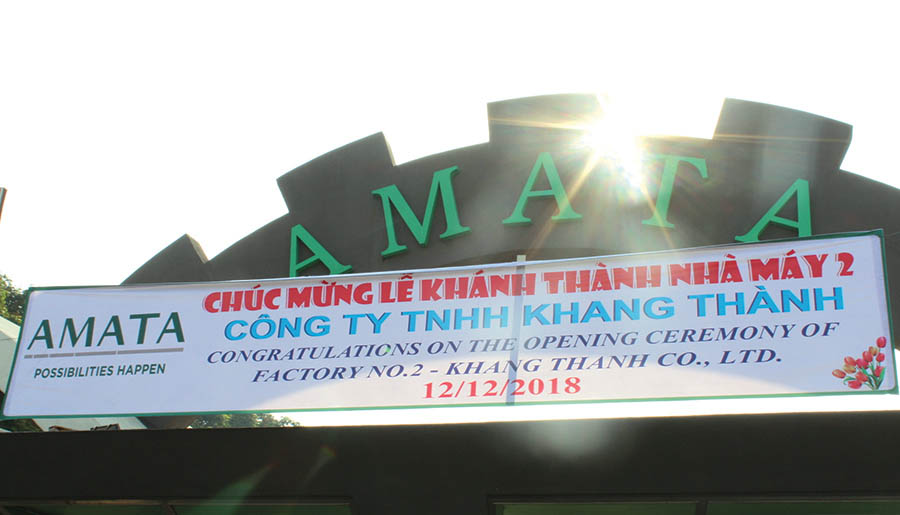 AMATA
CHÚC MỪNG LỄ KHÁNH THÀNH NHÀ MÁY 2
CÔNG TY TNHH KHANG THÀNH
CONGRATULATIONS ON THE OPENING CEREMONY OF
FACTORY NO.2 - KHANG THANH CO., LTD.
12/12/2018
AMATA
POSSIBILITIES HAPPEN